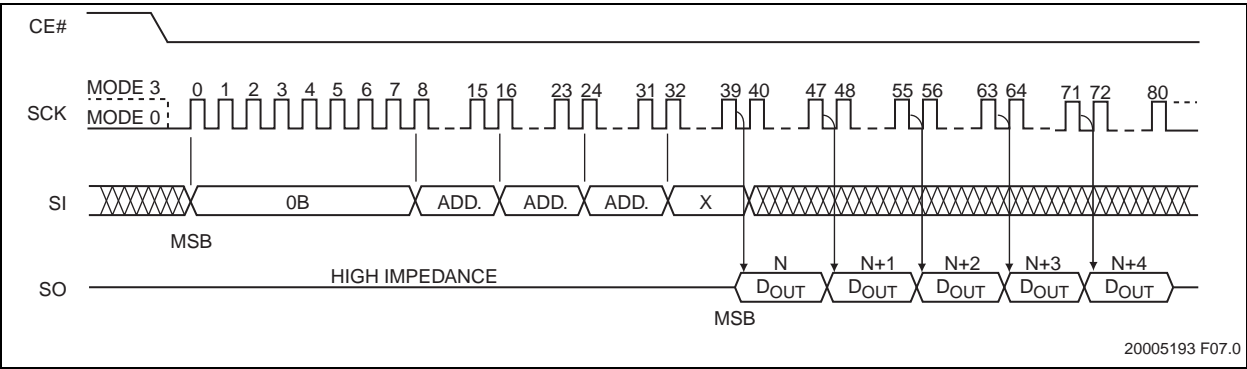 CE#
MODE 3
SCK MODE 0
0 1 2 3 4 5 6 7 8 15 16 23 24 31 32 39 40 47 48 55 56 63 64 71 72 80
SI 0B ADD. ADD. ADD. X
MSB
HIGH IMPEDANCE
N N+1 N+2 N+3 N+4
SO DOUT DOUT DOUT DOUT DOUT
MSB
20005193 F07.0